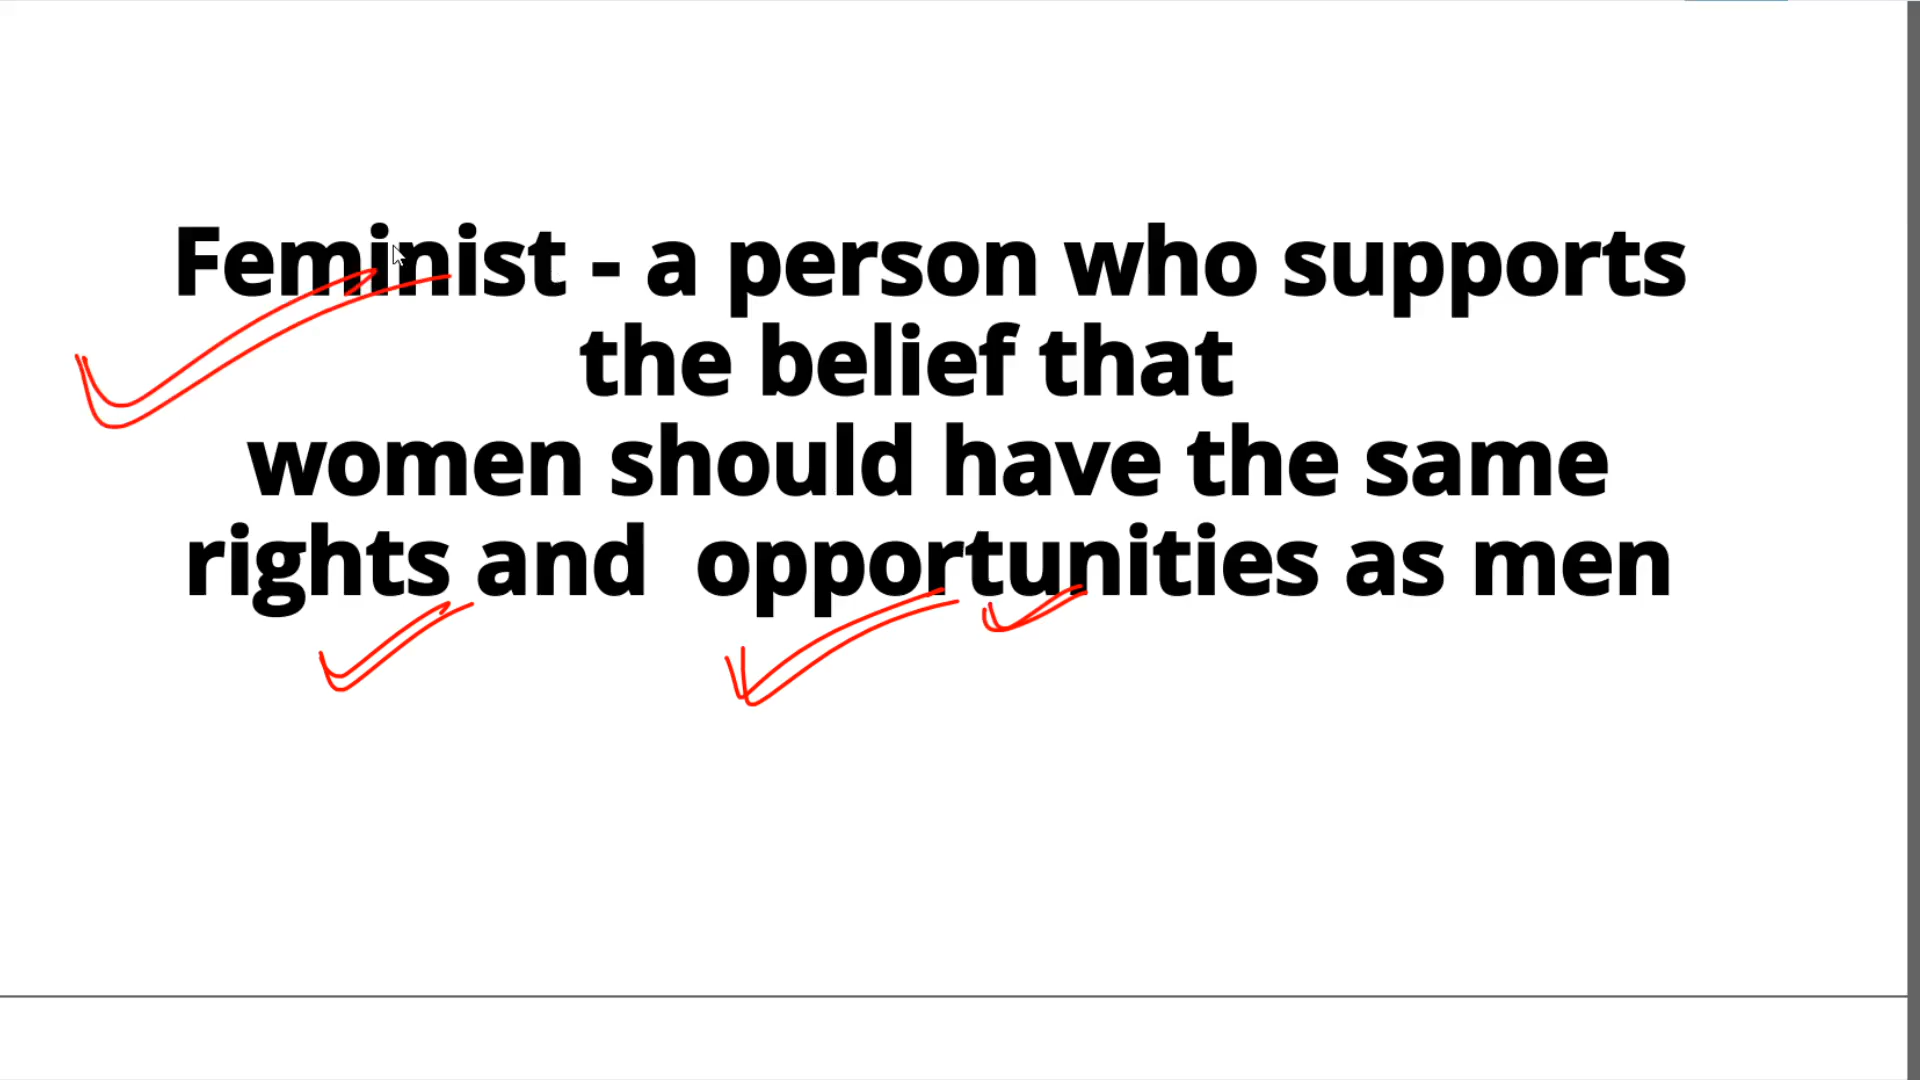 Feminist - a person who supports
the belief that
women should have the same
rights and  opportunities as men